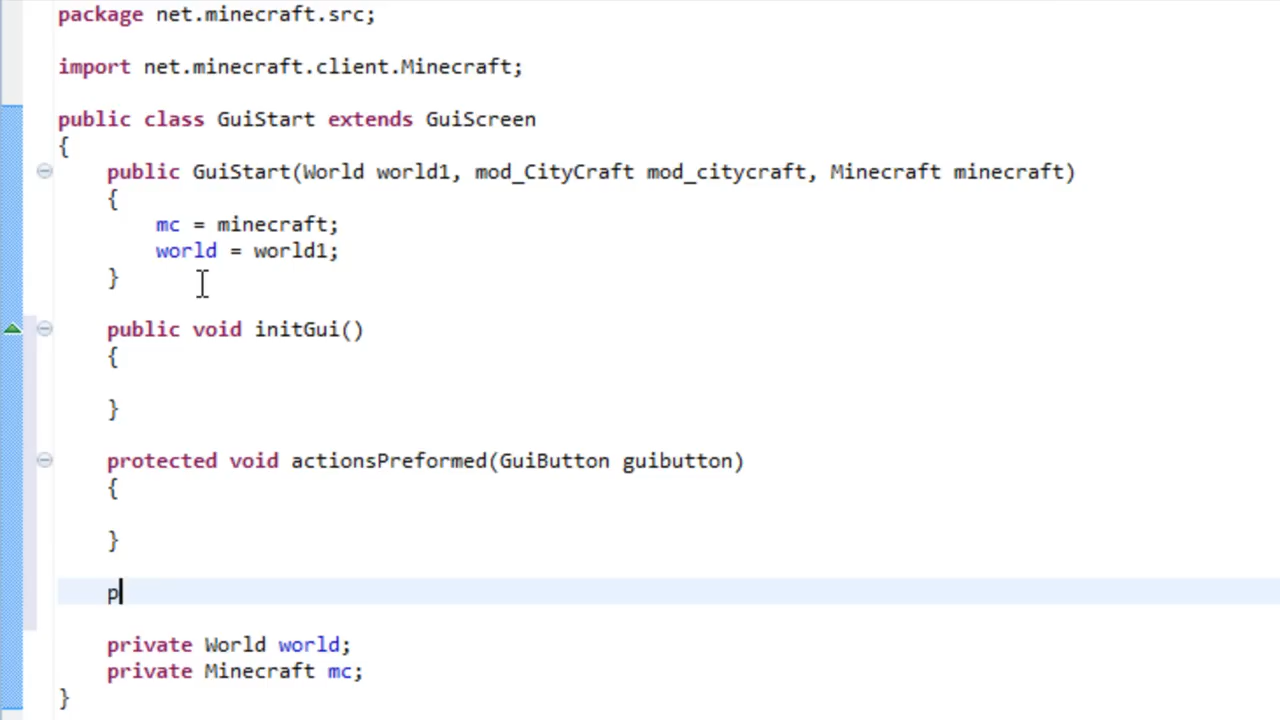 package net.minecraft.src;
import net.minecraft.client.Minecraft;
public class GuiStart extends GuiScreen
{
public GuiStart(World world1, mod_CityCraft mod_citycraft, Minecraft minecraft)
{
mc = minecraft;
world = world1;
}
public void initGui()
{
}
protected void actionsPreformed(GuiButton guibutton)
{
}
p
private World world;
private Minecraft mc;
}